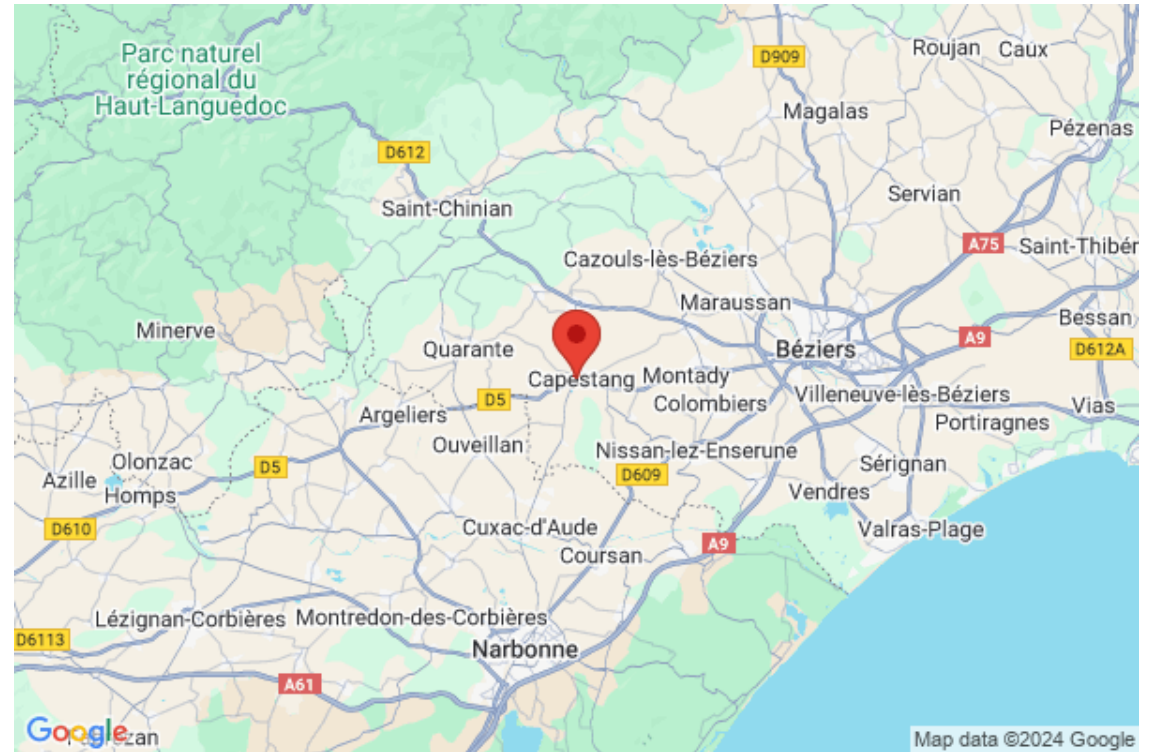 Parc naturel
régional du
Haut-Languedoc
D909
Roujan
Caux
Magalas
Pézenas
D612
Saint-Chinian
Servian
A75
Saint-Thibér
Cazouls-lès-Béziers
Maraussan
Bessan
Minerve
A9
Quarante
Béziers
D612A
Capestang
Montady
D5
Colombiers
Villeneuve-lès-Béziers
Vias
Argeliers
Portiragnes
Ouveillan
Nissan-lez-Enserune
Olonzac
D5
D609
Sérignan
Azille
Homps
Vendres
D610
Cuxac-d'Aude
Valras-Plage
A9
Coursan
Lézignan-Corbières
Montredon-des-Corbières
D6113
Narbonne
A61
Google
Map data ©2024 Google